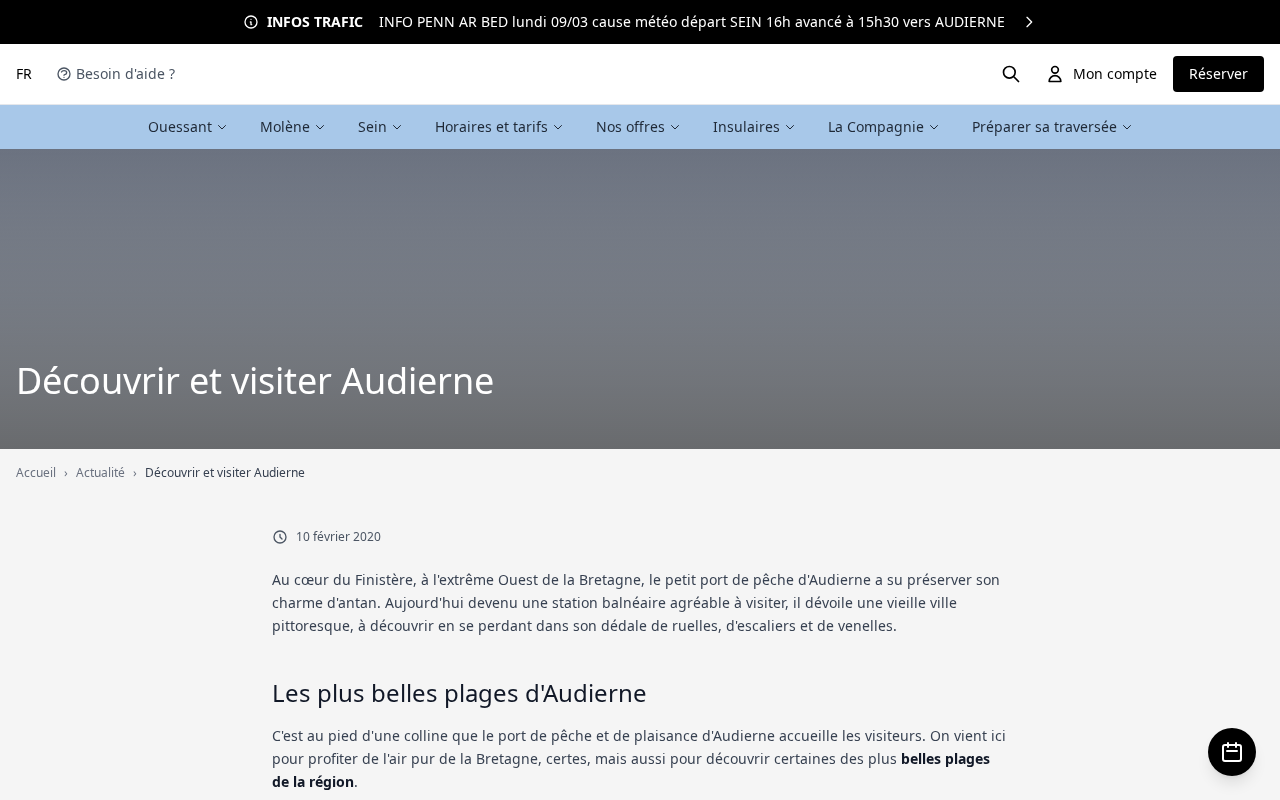 INFOS TRAFIC INFO PENN AR BED lundi 09/03 cause météo départ SEIN 16h avancé à 15h30 vers AUDIERNE
FR Besoin d'aide ? Mon compte Réserver
Ouessant Molène Sein Horaires et tarifs Nos offres Insulaires La Compagnie Préparer sa traversée
Découvrir et visiter Audierne
Accueil › Actualité › Découvrir et visiter Audierne
10 février 2020
Au cœur du Finistère, à l'extrême Ouest de la Bretagne, le petit port de pêche d'Audierne a su préserver son
charme d'antan. Aujourd'hui devenu une station balnéaire agréable à visiter, il dévoile une vieille ville
pittoresque, à découvrir en se perdant dans son dédale de ruelles, d'escaliers et de venelles.
Les plus belles plages d'Audierne
C'est au pied d'une colline que le port de pêche et de plaisance d'Audierne accueille les visiteurs. On vient ici
pour profiter de l'air pur de la Bretagne, certes, mais aussi pour découvrir certaines des plus belles plages
de la région.